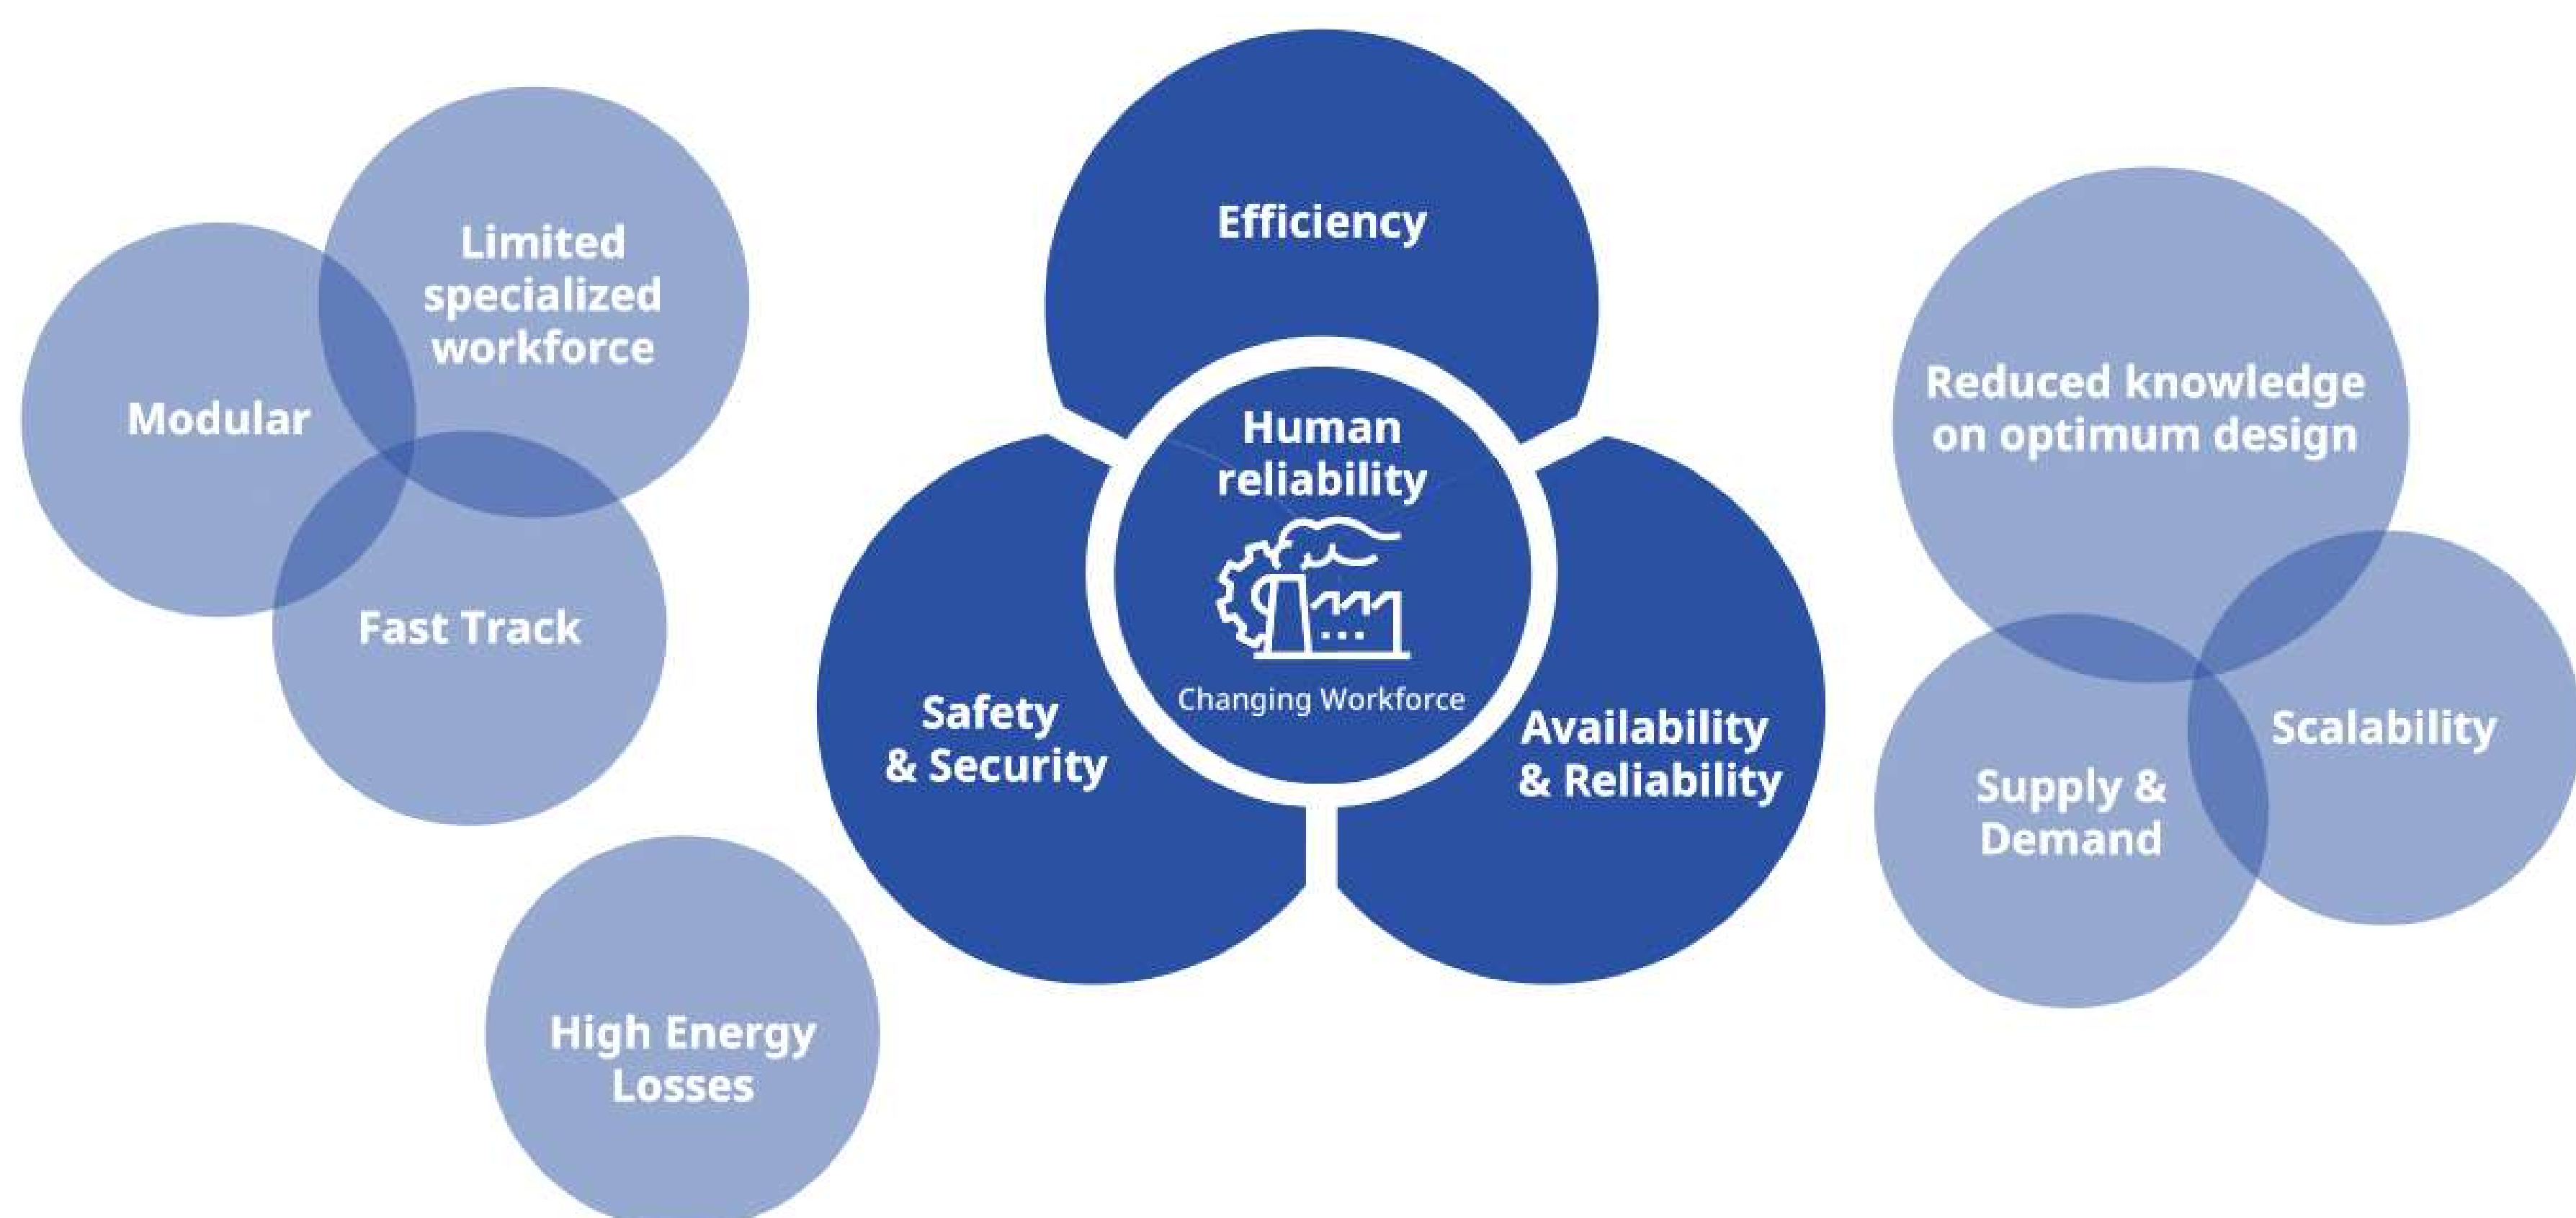 Limited
specialized
workforce
Modular
Fast Track
High Energy
Losses
Efficiency
Human
reliability
Changing Workforce
Safety
& Security
Availability
& Reliability
Reduced knowledge
on optimum design
Scalability
Supply &
Demand